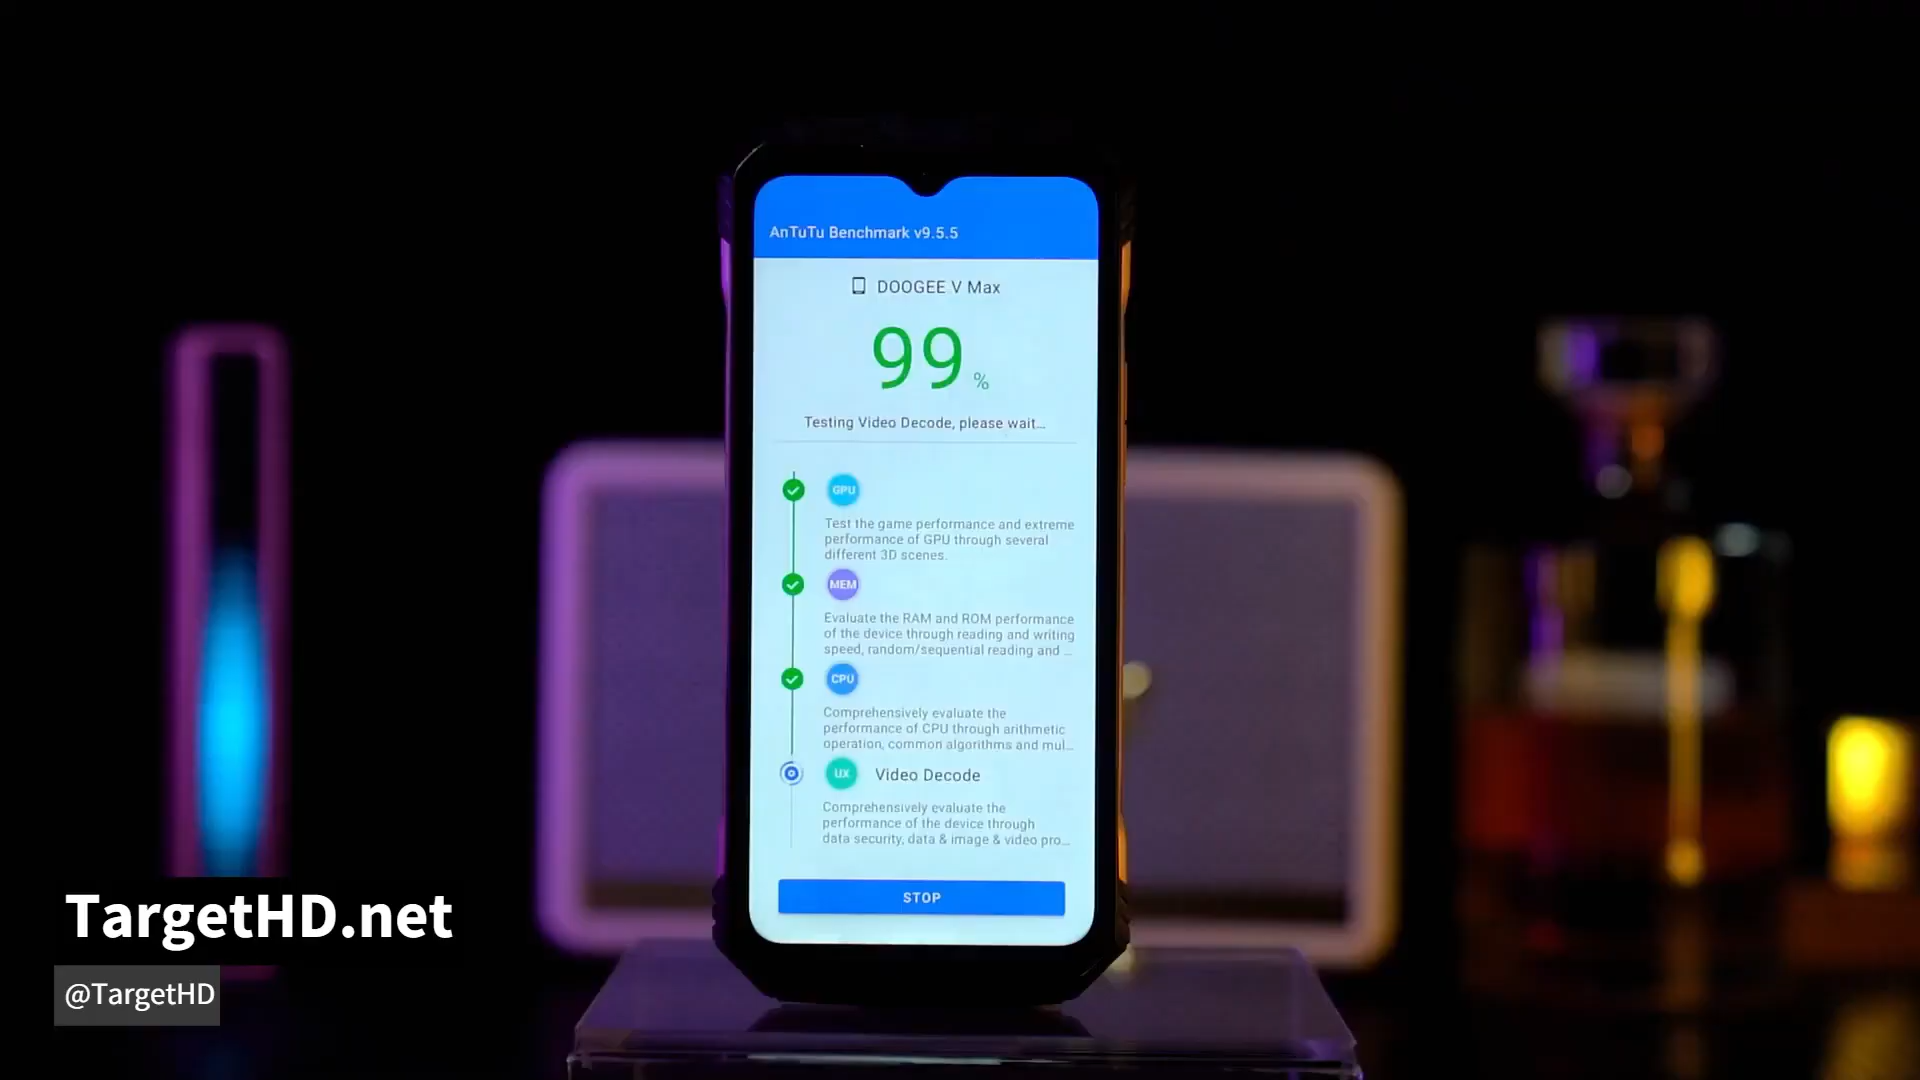 AnTuTu Benchmark v9.5.5
DOOGEE V Max
99 %
Testing Video Decode, please wait...
GPU
Test the game performance and extreme
performance of GPU through several
different 3D scenes.
MEM
Evaluate the RAM and ROM performance
of the device through reading and writing
speed, random/sequential reading and ...
CPU
Comprehensively evaluate the
performance of CPU through arithmetic
operation, common algorithms and mul...
UX Video Decode
Comprehensively evaluate the
performance of the device through
data security, data & image & video pro...
STOP
TargetHD.net
@TargetHD